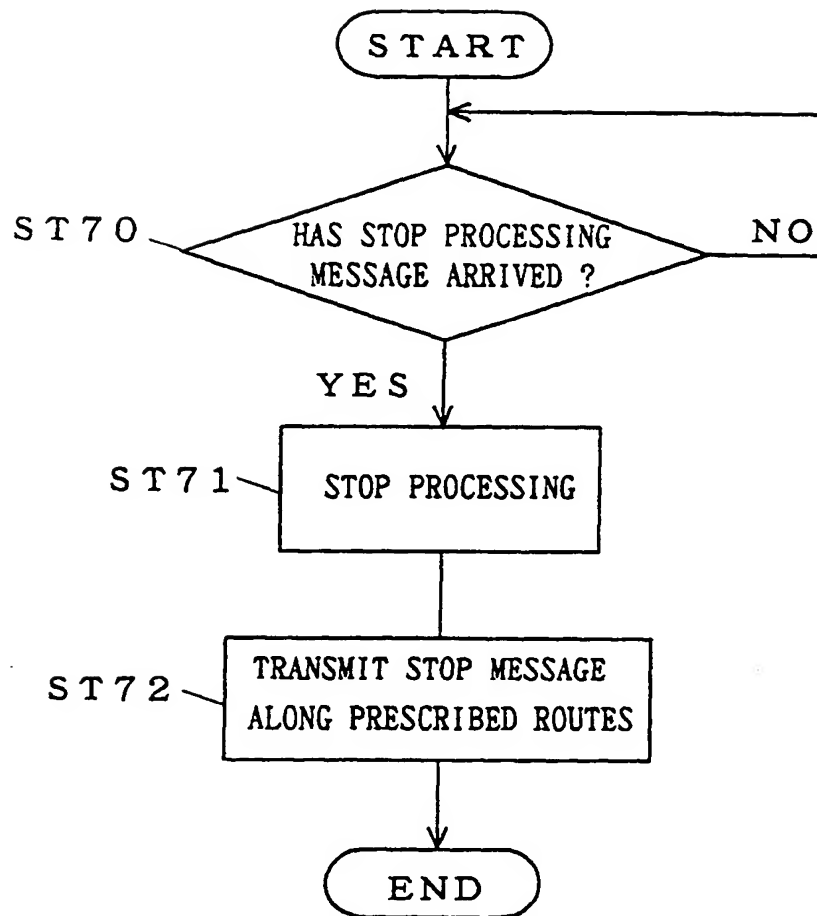 START
ST70
HAS STOP PROCESSING
MESSAGE ARRIVED ?
NO
YES
ST71
STOP PROCESSING
ST72
TRANSMIT STOP MESSAGE
ALONG PRESCRIBED ROUTES
END